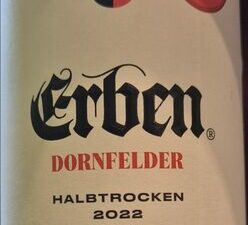 Erben®
DORNFELDER
HALBTROCKEN
2022